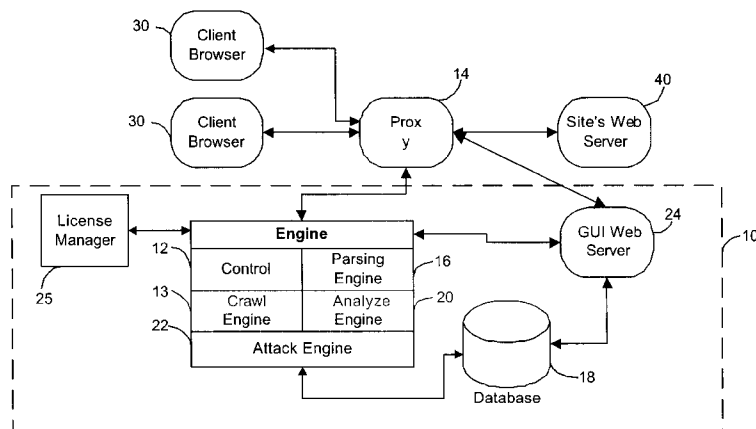 30
Client
Browser
14
40
30
Client
Browser
Prox
y
Site's Web
Server
License
Manager
25
Engine
24
GUI Web
Server
10
12
Control
Parsing
Engine
16
13
Crawl
Engine
Analyze
Engine
20
22
Attack Engine
18
Database